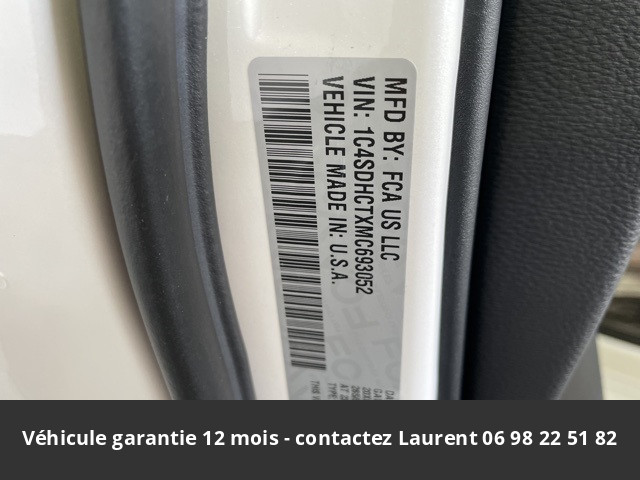 MFD BY: FCA US LLC
VIN: 1C4SDHCTXMC693052
VEHICLE MADE IN: U.S.A.
Véhicule garantie 12 mois - contactez Laurent 06 98 22 51 82